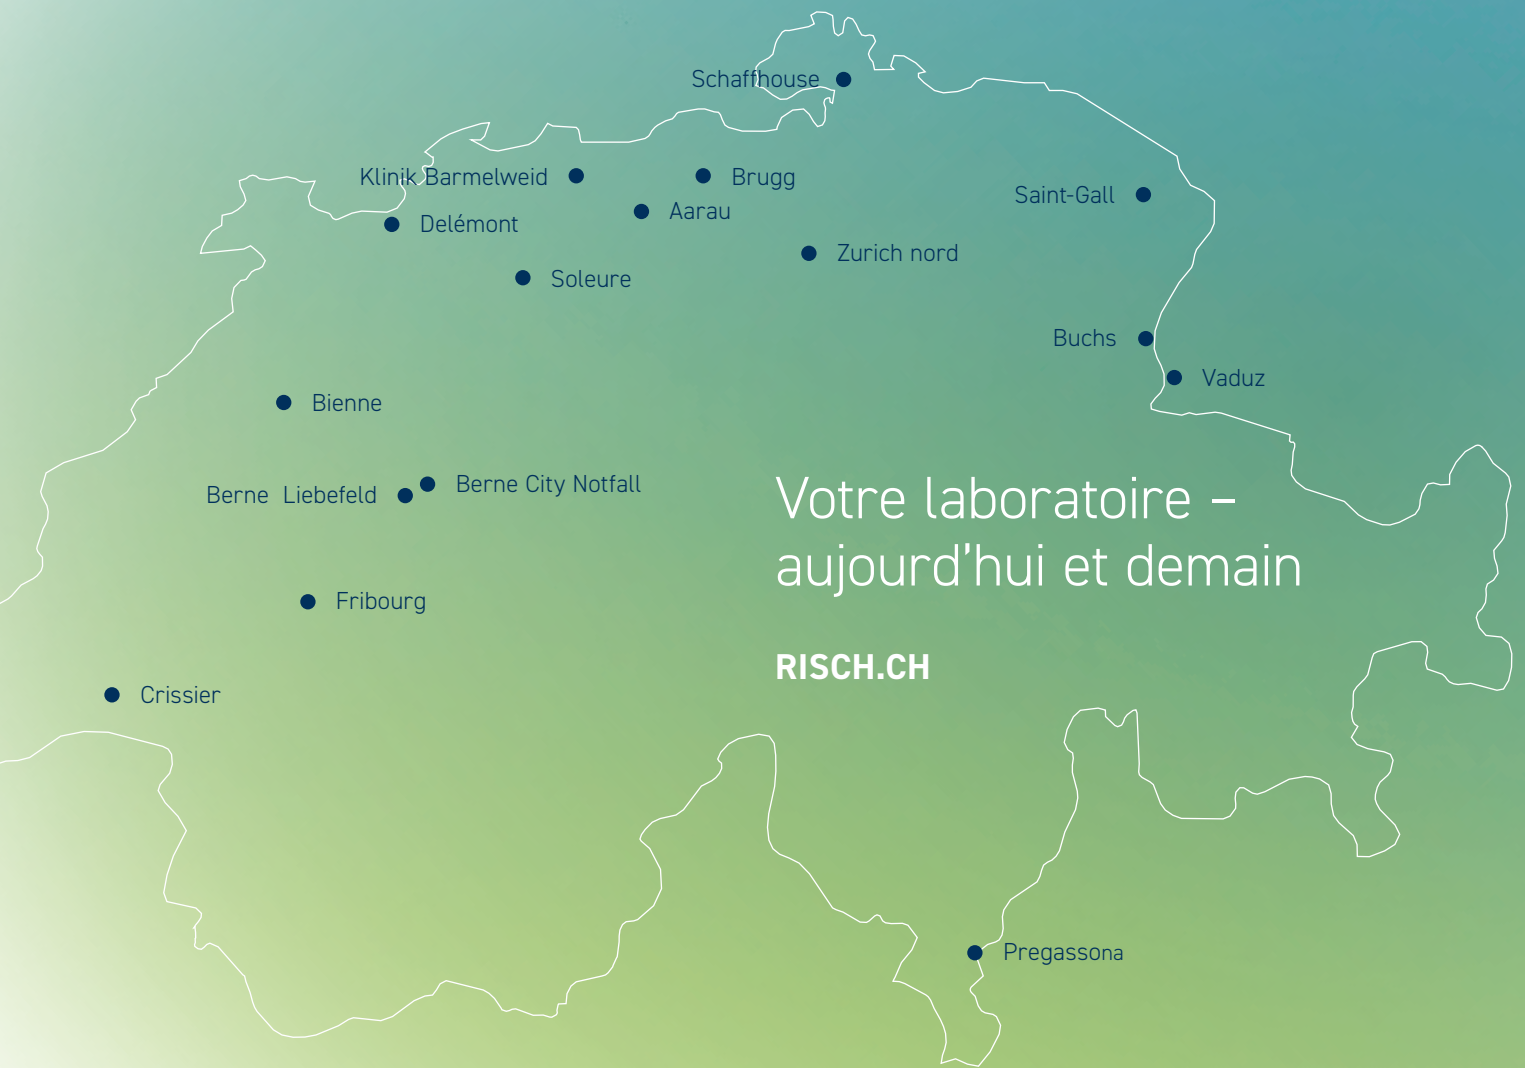 Schaffhouse
Klinik Barmelweid
Brugg
Saint-Gall
Aarau
Delémont
Zurich nord
Soleure
Buchs
Vaduz
Bienne
Berne City Notfall
Berne Liebefeld
Votre laboratoire –
aujourd'hui et demain
Fribourg
RISCH.CH
Crissier
Pregassona